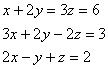 x + 2y = 3z = 6
3x + 2y − 2z = 3
2x − y + z = 2